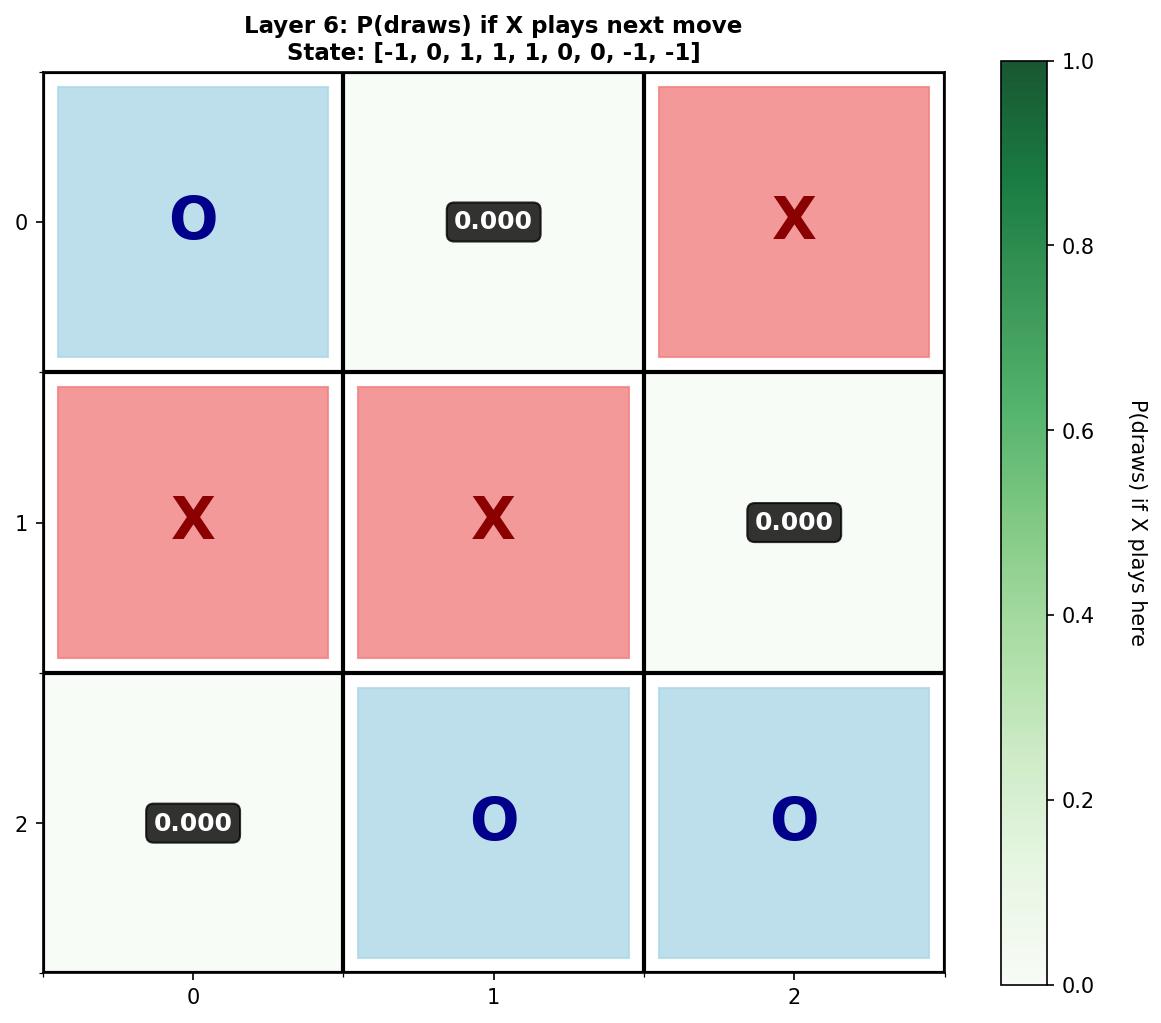 Layer 6: P(draws) if X plays next move
State: [-1, 0, 1, 1, 1, 0, 0, -1, -1]
0
O
0.000
X
1
X
X
0.000
2
0.000
O
O
0
1
2
1.0
0.8
0.6
0.4
0.2
0.0
P(draws) if X plays here